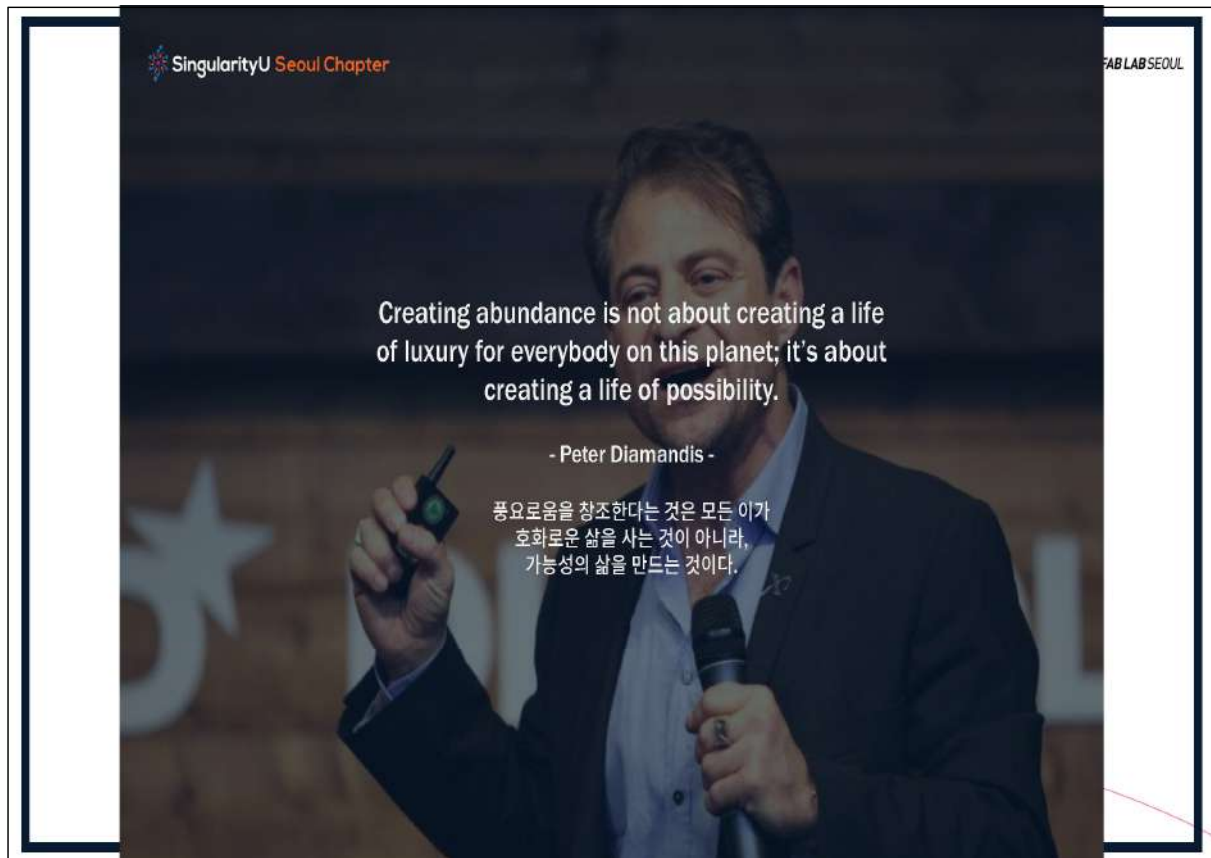 SingularityU Seoul Chapter
FAB LAB SEOUL
Creating abundance is not about creating a life
of luxury for everybody on this planet; it's about
creating a life of possibility.
- Peter Diamandis -
풍요로움을 창조한다는 것은 모든 이가
호화로운 삶을 사는 것이 아니라,
가능성의 삶을 만드는 것이다.